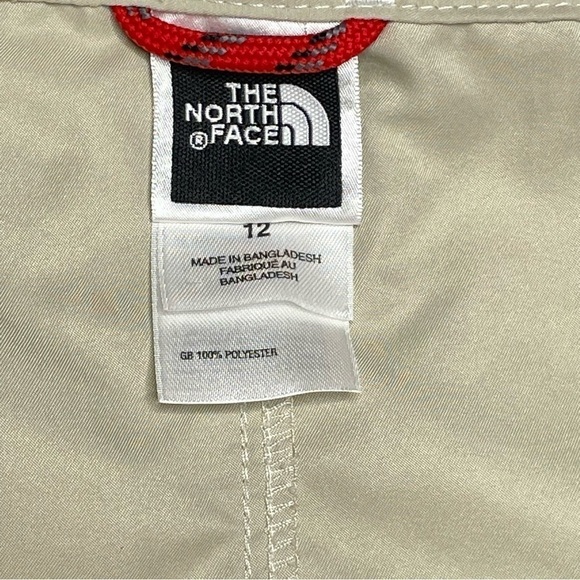 THE
NORTH
FACE
®
12
MADE IN BANGLADESH
FABRIQUÉ AU
BANGLADESH
GB 100% POLYESTER